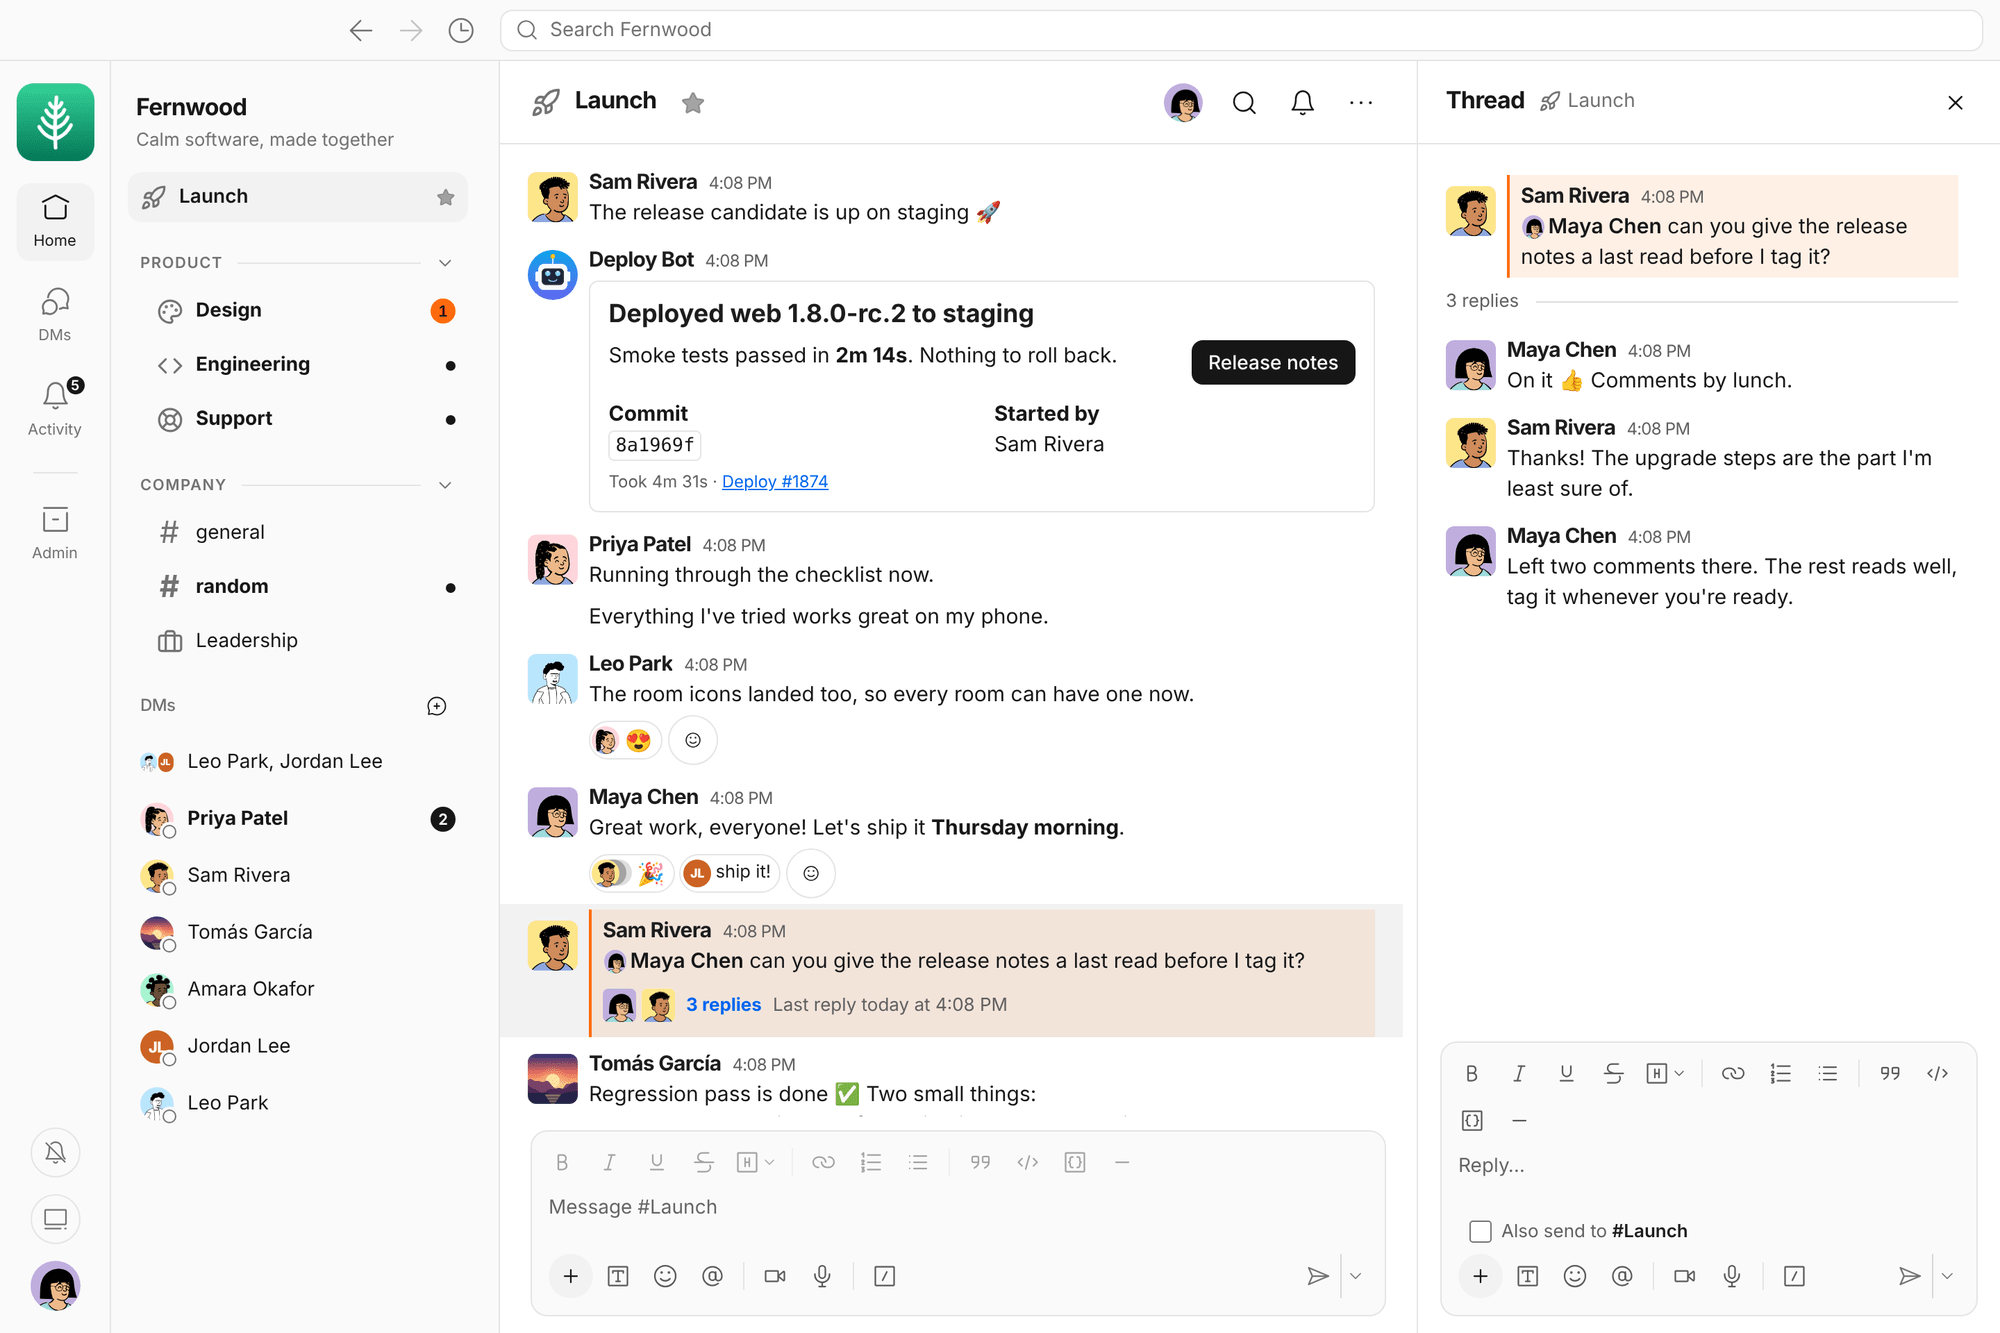 Search Fernwood
Home
DMs
5
Activity
Admin
Fernwood
Calm software, made together
Launch
PRODUCT
Design
1
Engineering
Support
COMPANY
# general
# random
Leadership
DMs
JL
Leo Park, Jordan Lee
Priya Patel
2
Sam Rivera
Tomás García
Amara Okafor
JL
Jordan Lee
Leo Park
Launch
Sam Rivera 4:08 PM
The release candidate is up on staging 🚀
Deploy Bot 4:08 PM
Deployed web 1.8.0-rc.2 to staging
Smoke tests passed in 2m 14s. Nothing to roll back.
Release notes
Commit
8a1969f
Started by
Sam Rivera
Took 4m 31s · Deploy #1874
Priya Patel 4:08 PM
Running through the checklist now.
Everything I've tried works great on my phone.
Leo Park 4:08 PM
The room icons landed too, so every room can have one now.
😍
Maya Chen 4:08 PM
Great work, everyone! Let's ship it Thursday morning.
🎉
JL ship it!
Sam Rivera 4:08 PM
Maya Chen can you give the release notes a last read before I tag it?
3 replies Last reply today at 4:08 PM
Tomás García 4:08 PM
Regression pass is done ✅ Two small things:
B I U S H
Message #Launch
Thread Launch
Sam Rivera 4:08 PM
Maya Chen can you give the release
notes a last read before I tag it?
3 replies
Maya Chen 4:08 PM
On it 👍 Comments by lunch.
Sam Rivera 4:08 PM
Thanks! The upgrade steps are the part I'm
least sure of.
Maya Chen 4:08 PM
Left two comments there. The rest reads well,
tag it whenever you're ready.
B I U S H
Reply...
Also send to #Launch